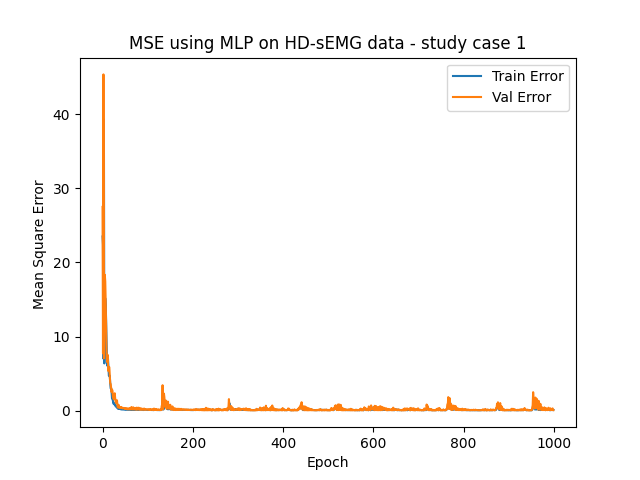 MSE using MLP on HD-sEMG data - study case 1
Train Error
Val Error
Mean Square Error
40
30
20
10
0
0 200 400 600 800 1000
Epoch